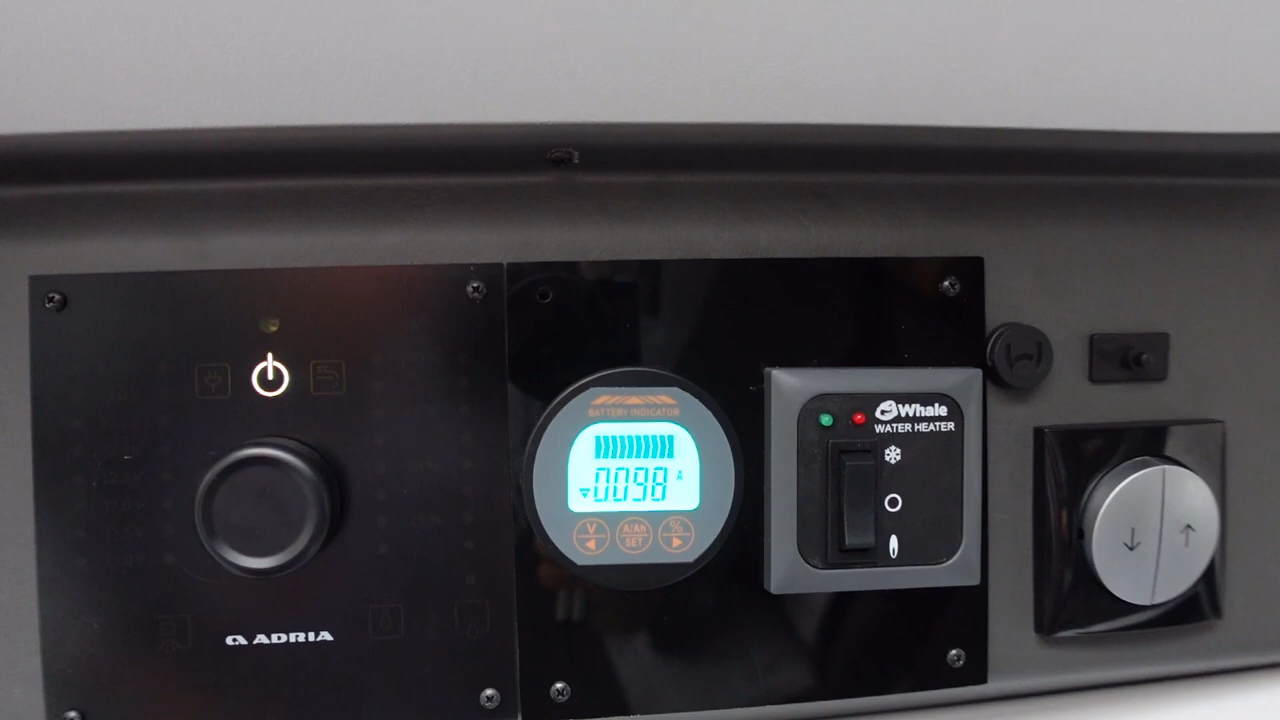 ADRIA
BATTERY INDICATOR
0098 A
V
A/Ah
SET
%
Whale
WATER HEATER